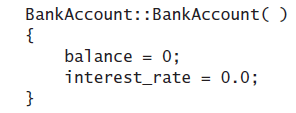 BankAccount::BankAccount( )
{
    balance = 0;
    interest_rate = 0.0;
}